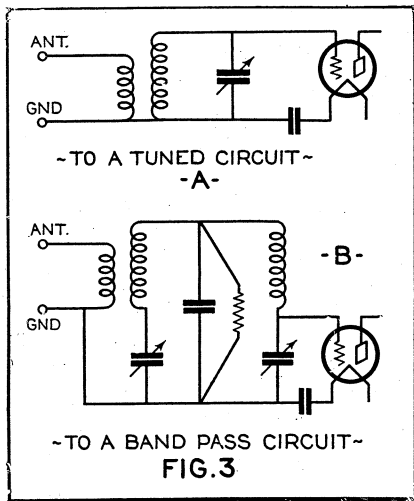 ANT.
GND
~TO A TUNED CIRCUIT~
-A-
ANT.
-B-
GND
~TO A BAND PASS CIRCUIT~
FIG.3